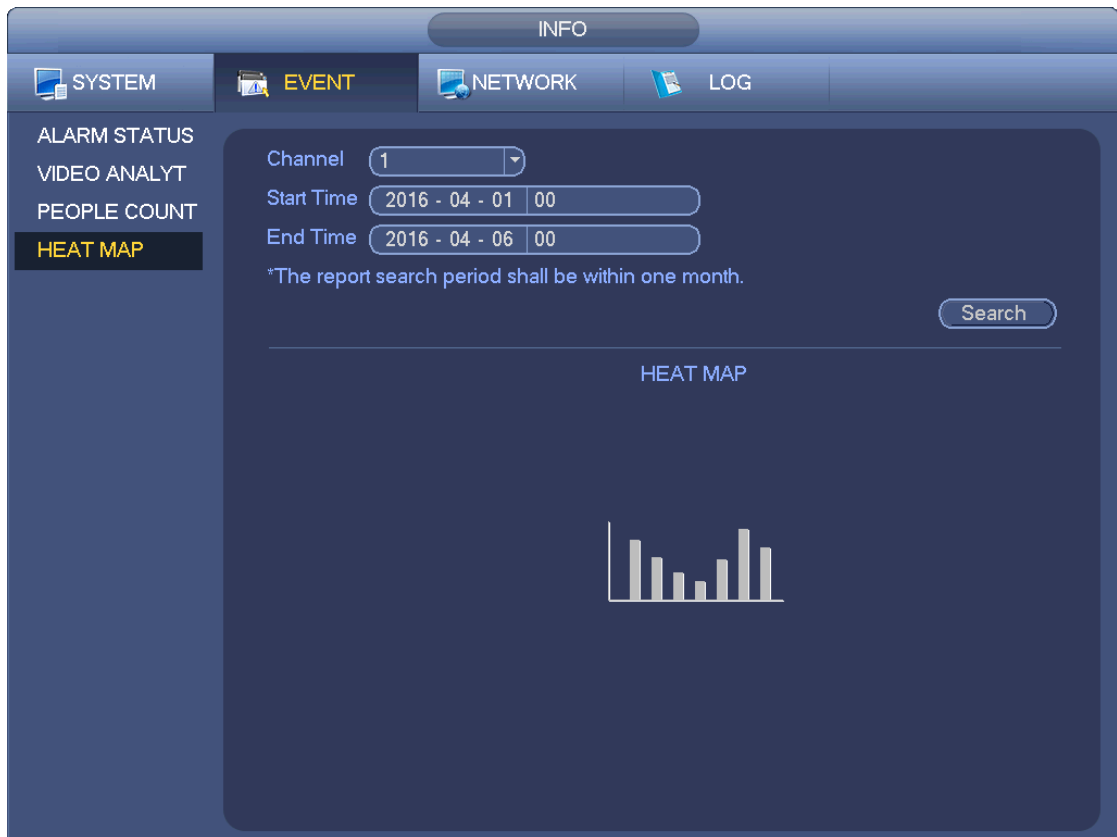 INFO
SYSTEM EVENT NETWORK LOG
ALARM STATUS
VIDEO ANALYT
PEOPLE COUNT
HEAT MAP
Channel 1
Start Time 2016 - 04 - 01 00
End Time 2016 - 04 - 06 00
*The report search period shall be within one month.
Search
HEAT MAP